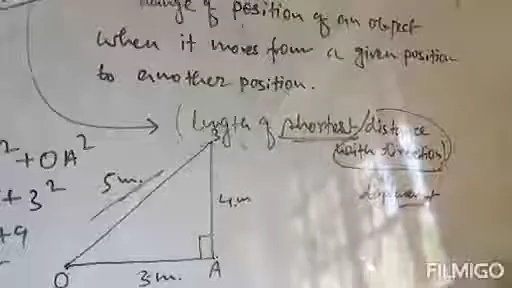 change of position of an object
when it moves from a given position
to another position.
(length of shortest/distance
(with direction)
B
² + OA²
+ 3²
+9
5m.
4m
O
3m.
A
FILMIGO